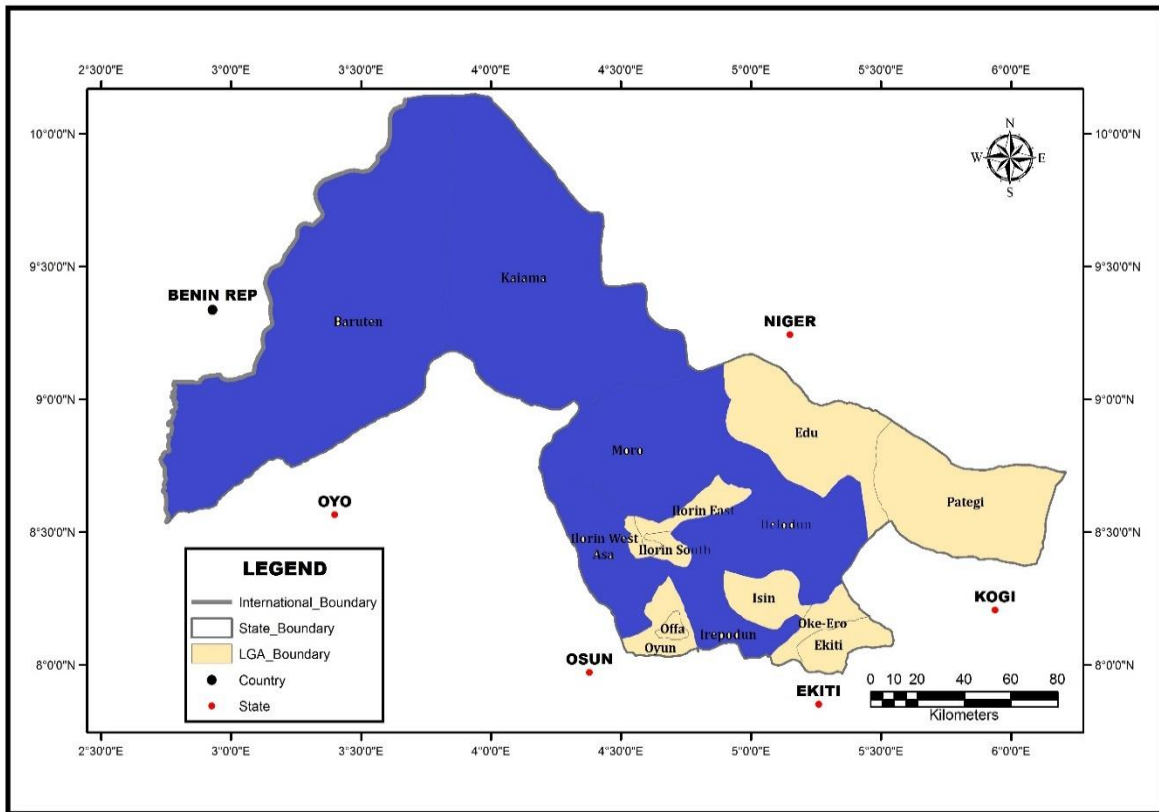 2°30'0"E 3°0'0"E 3°30'0"E 4°0'0"E 4°30'0"E 5°0'0"E 5°30'0"E 6°0'0"E
N
W E
S
10°0'0"N 10°0'0"N
9°30'0"N 9°30'0"N
Kaiama
BENIN REP
Baruten
NIGER
9°0'0"N 9°0'0"N
Edu
Moro
Pategi
OYO
Ilorin East
8°30'0"N 8°30'0"N
Ilorin West
Ilorin South
Asa
LEGEND
International_Boundary
State_Boundary
LGA_Boundary
Country
State
Isin
KOGI
Oke-Ero
Offa
Irepodun
Oyun
Ekiti
8°0'0"N 8°0'0"N
OSUN
EKITI
0 10 20 40 60 80
Kilometers
2°30'0"E 3°0'0"E 3°30'0"E 4°0'0"E 4°30'0"E 5°0'0"E 5°30'0"E 6°0'0"E